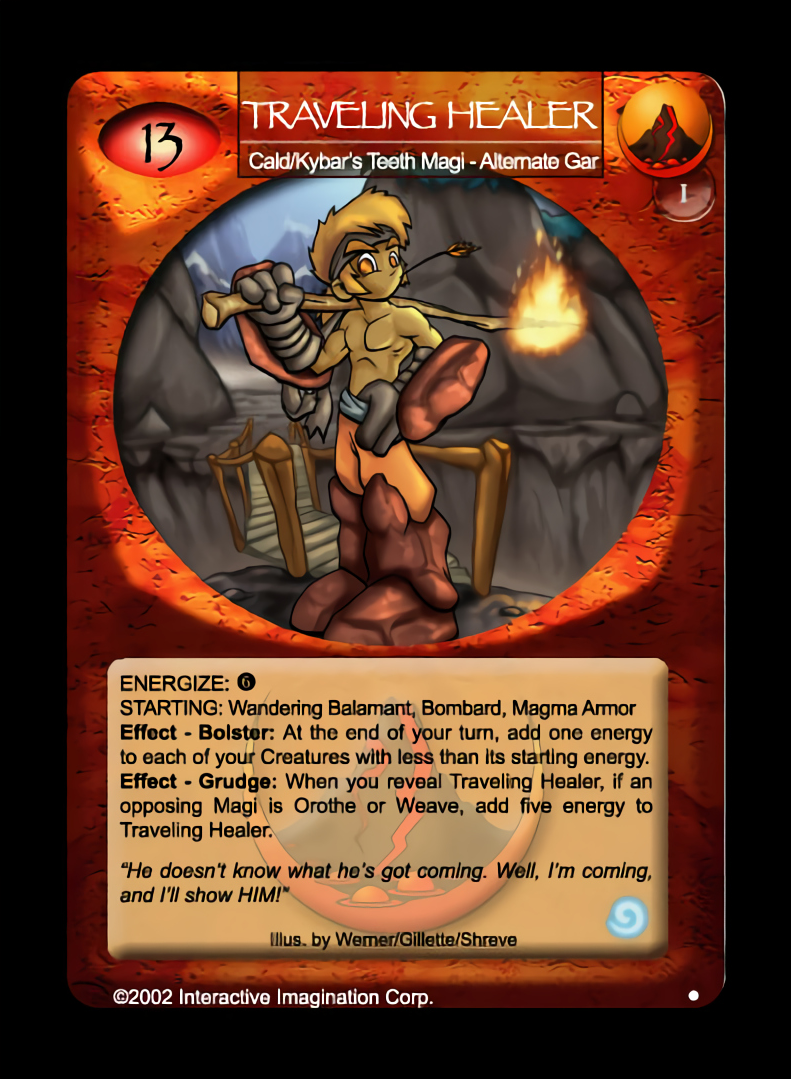 13
TRAVELING HEALER
Cald/Kybar's Teeth Magi - Alternate Gar
I
ENERGIZE: 6
STARTING: Wandering Balamant, Bombard, Magma Armor
Effect - Bolster: At the end of your turn, add one energy
to each of your Creatures with less than its starting energy.
Effect - Grudge: When you reveal Traveling Healer, if an
opposing Magi is Orothe or Weave, add five energy to
Traveling Healer.
“He doesn't know what he's got coming. Well, I'm coming,
and I'll show HIM!”
Illus. by Werner/Gillette/Shreve
©2002 Interactive Imagination Corp.